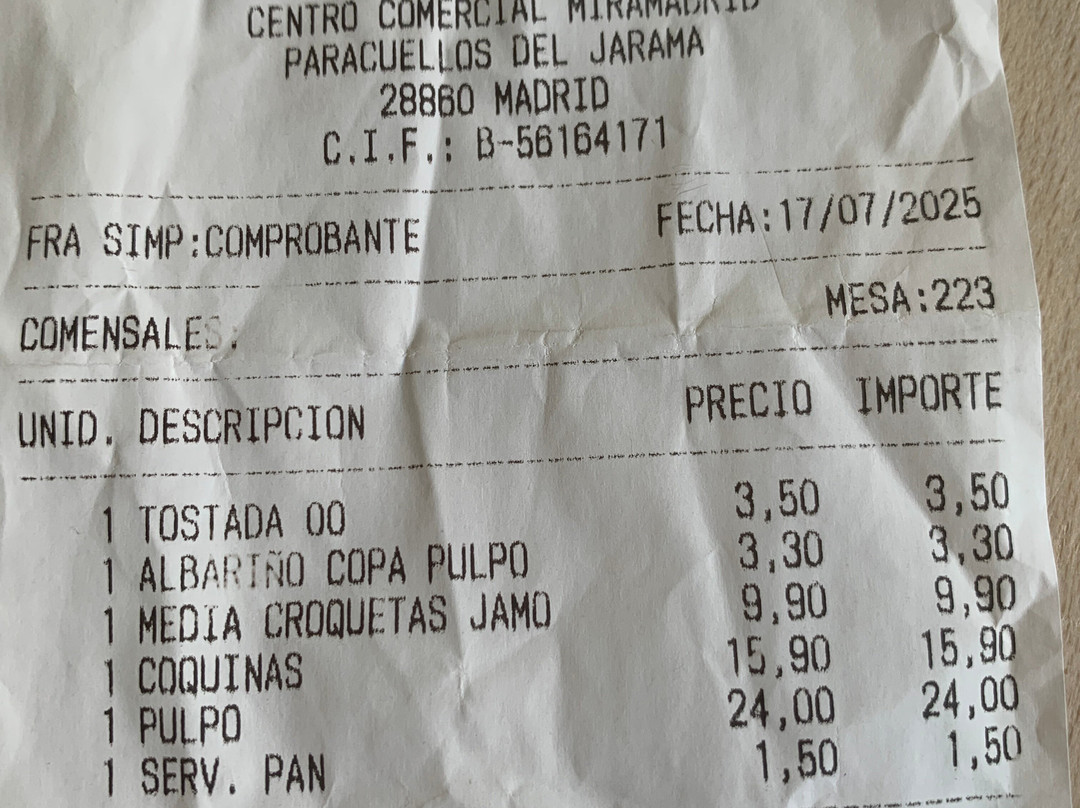 CENTRO COMERCIAL MIRAMADRID
PARACUELLOS DEL JARAMA
28860 MADRID
C.I.F.: B-56164171
FRA SIMP:COMPROBANTE FECHA:17/07/2025
COMENSALES: MESA:223
UNID. DESCRIPCION PRECIO IMPORTE
1 TOSTADA OO 3,50 3,50
1 ALBARIÑO COPA PULPO 3,30 3,30
1 MEDIA CROQUETAS JAMO 9,90 9,90
1 COQUINAS 15,90 15,90
1 PULPO 24,00 24,00
1 SERV. PAN 1,50 1,50